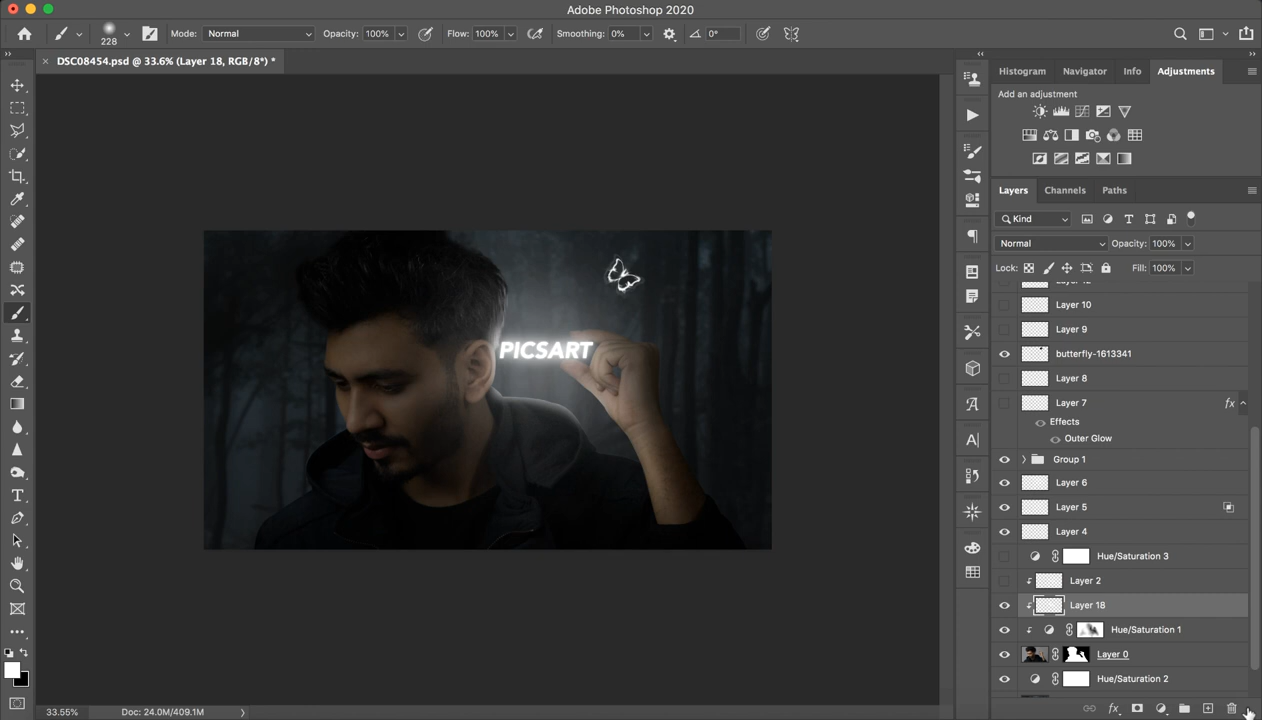 Adobe Photoshop 2020
228
Mode: Normal
Opacity: 100%
Flow: 100%
Smoothing: 0%
0°
DSC08454.psd @ 33.6% (Layer 18, RGB/8*) *
Histogram
Navigator
Info
Adjustments
Add an adjustment
Layers
Channels
Paths
Kind
Normal
Opacity: 100%
Lock:
Fill: 100%
Layer 10
Layer 9
butterfly-1613341
Layer 8
Layer 7
fx
Effects
Outer Glow
Group 1
Layer 6
Layer 5
Layer 4
Hue/Saturation 3
Layer 2
Layer 18
Hue/Saturation 1
Layer 0
Hue/Saturation 2
PICSART
33.55%
Doc: 24.0M/409.1M
fx